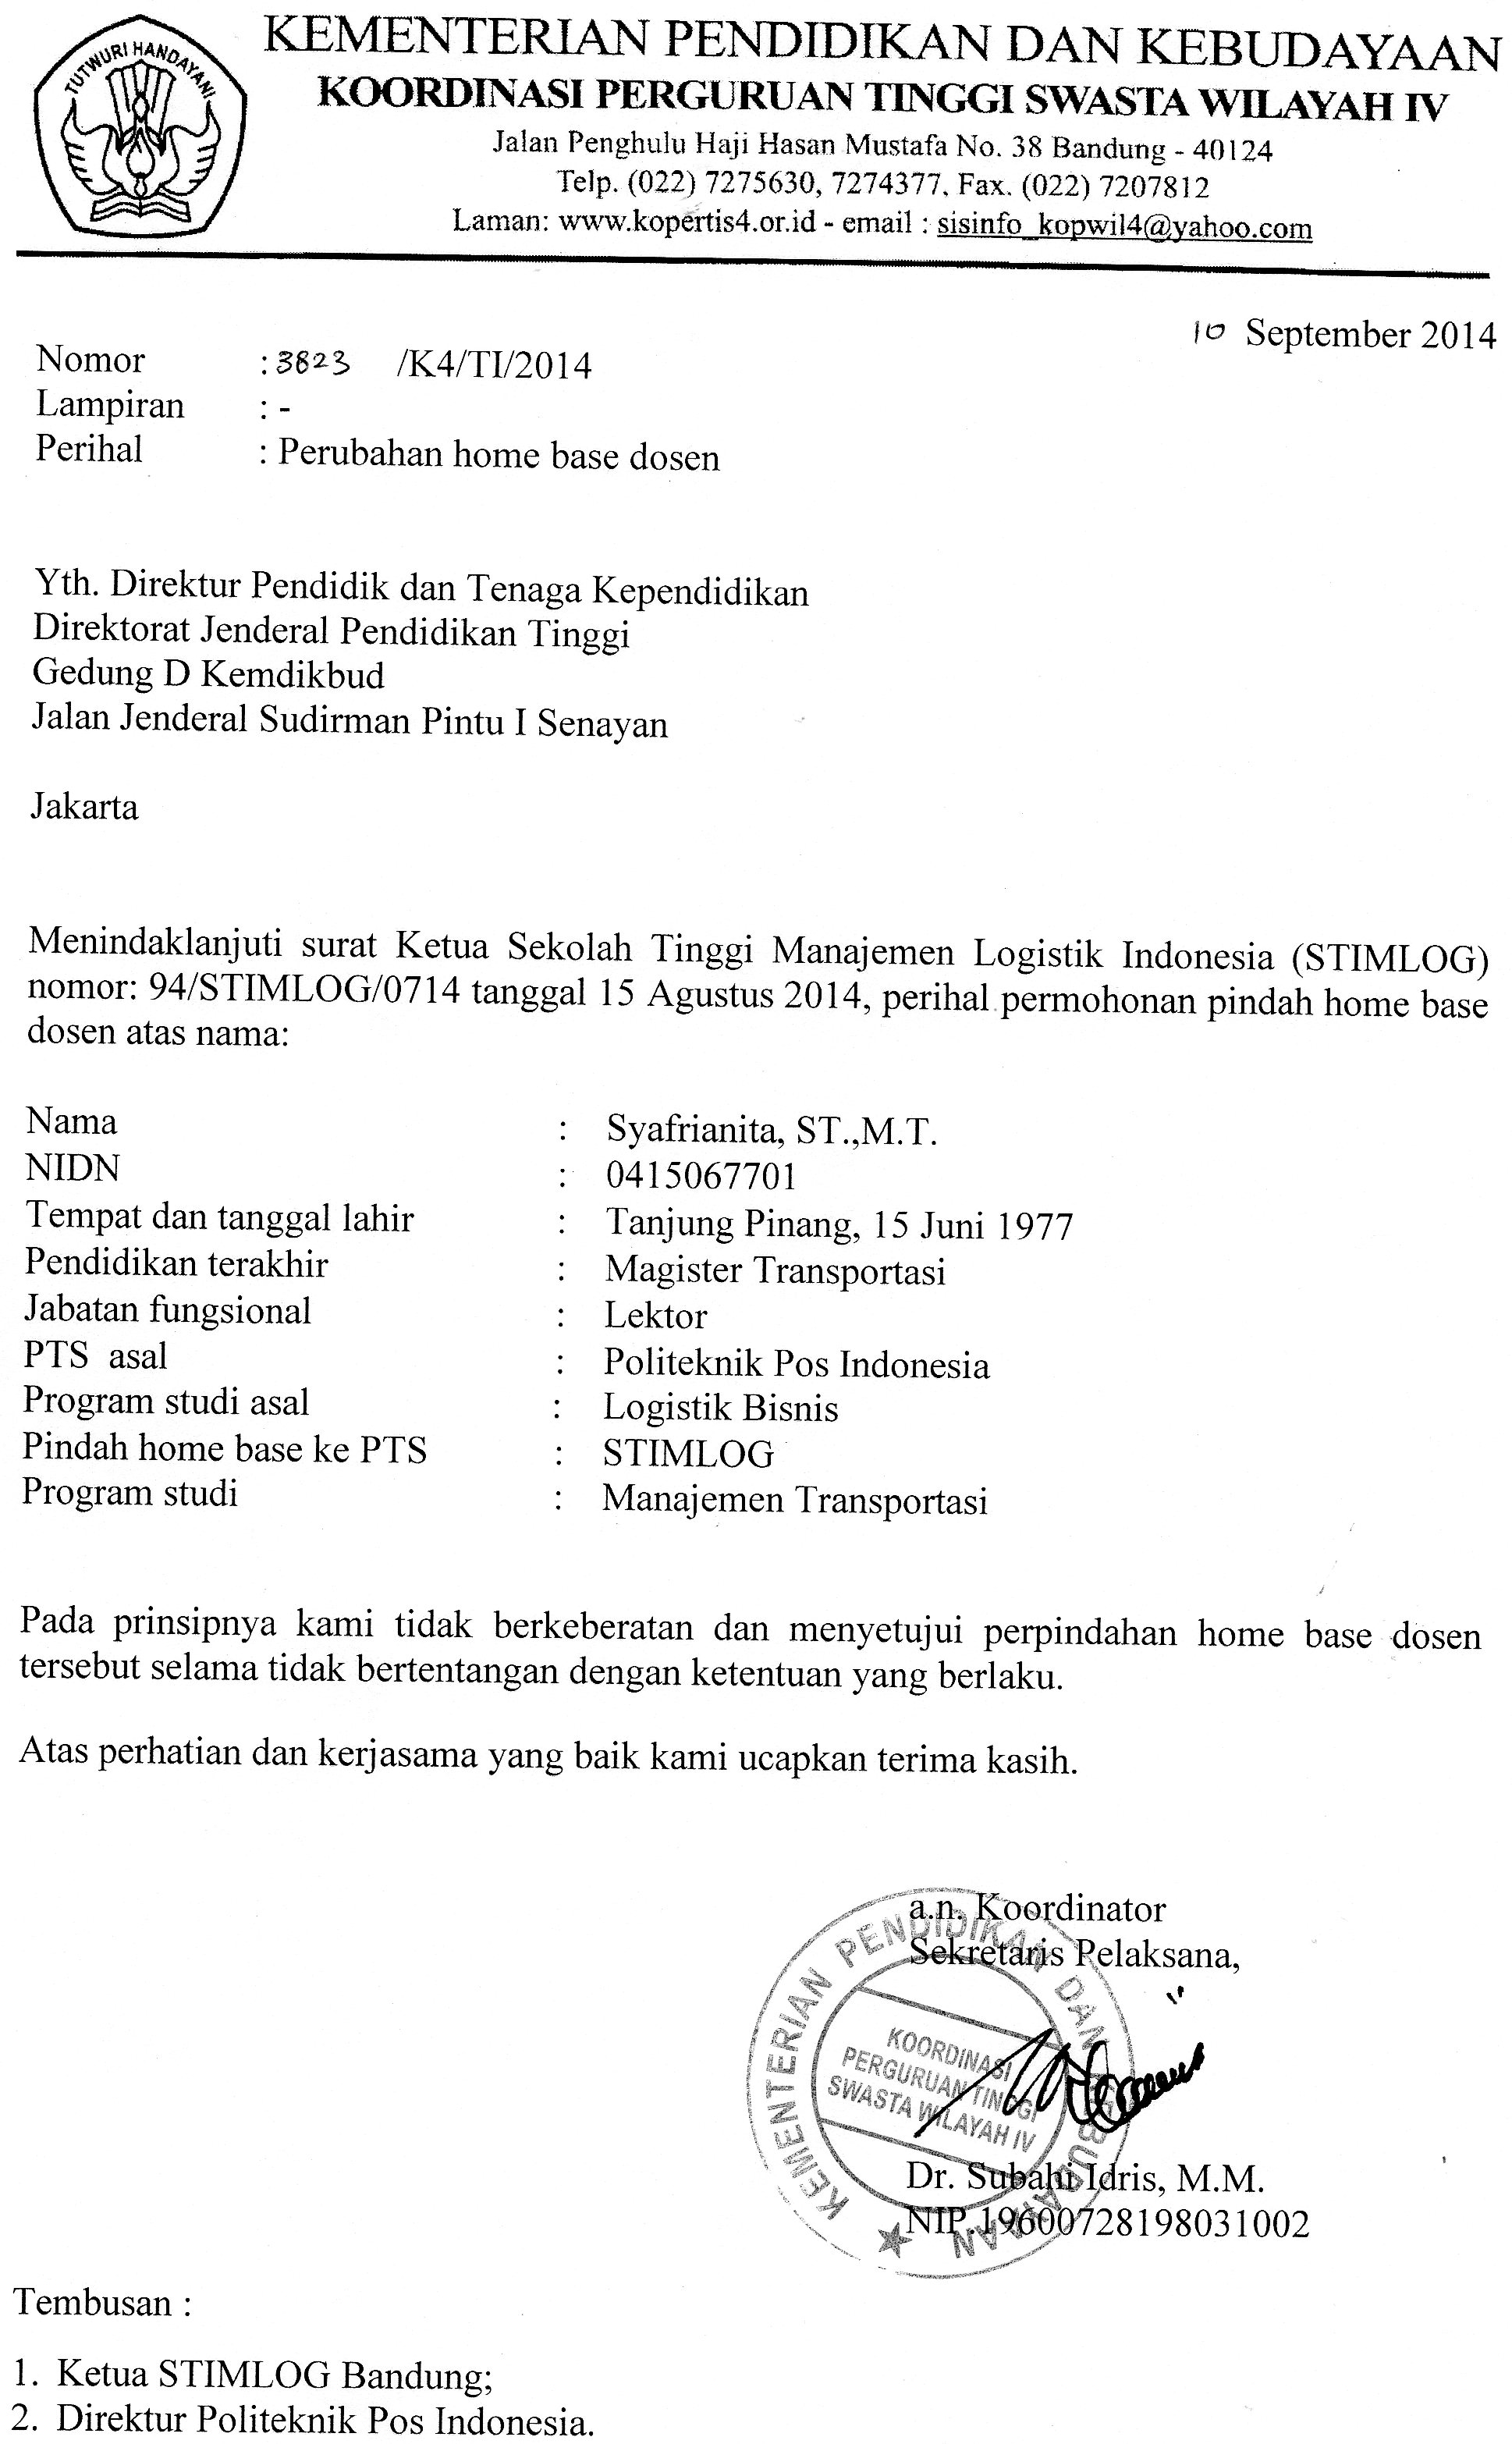 TUTWURI HANDAYANI
KEMENTERIAN PENDIDIKAN DAN KEBUDAYAAN
KOORDINASI PERGURUAN TINGGI SWASTA WILAYAH IV
Jalan Penghulu Haji Hasan Mustafa No. 38 Bandung - 40124
Telp. (022) 7275630, 7274377. Fax. (022) 7207812
Laman: www.kopertis4.or.id - email : sisinfo_kopwil4@yahoo.com
10 September 2014
Nomor : 3823 /K4/TI/2014
Lampiran : -
Perihal : Perubahan home base dosen
Yth. Direktur Pendidik dan Tenaga Kependidikan
Direktorat Jenderal Pendidikan Tinggi
Gedung D Kemdikbud
Jalan Jenderal Sudirman Pintu I Senayan
Jakarta
Menindaklanjuti surat Ketua Sekolah Tinggi Manajemen Logistik Indonesia (STIMLOG)
nomor: 94/STIMLOG/0714 tanggal 15 Agustus 2014, perihal permohonan pindah home base
dosen atas nama:
Nama : Syafrianita, ST.,M.T.
NIDN : 0415067701
Tempat dan tanggal lahir : Tanjung Pinang, 15 Juni 1977
Pendidikan terakhir : Magister Transportasi
Jabatan fungsional : Lektor
PTS asal : Politeknik Pos Indonesia
Program studi asal : Logistik Bisnis
Pindah home base ke PTS : STIMLOG
Program studi : Manajemen Transportasi
Pada prinsipnya kami tidak berkeberatan dan menyetujui perpindahan home base dosen
tersebut selama tidak bertentangan dengan ketentuan yang berlaku.
Atas perhatian dan kerjasama yang baik kami ucapkan terima kasih.
a.n. Koordinator
Sekretaris Pelaksana,
KEMENTERIAN PENDIDIKAN DAN KEBUDAYAAN
KOORDINASI
PERGURUAN TINGGI
SWASTA WILAYAH IV
Dr. Subahi Idris, M.M.
NIP.19600728198031002
Tembusan :
1. Ketua STIMLOG Bandung;
2. Direktur Politeknik Pos Indonesia.